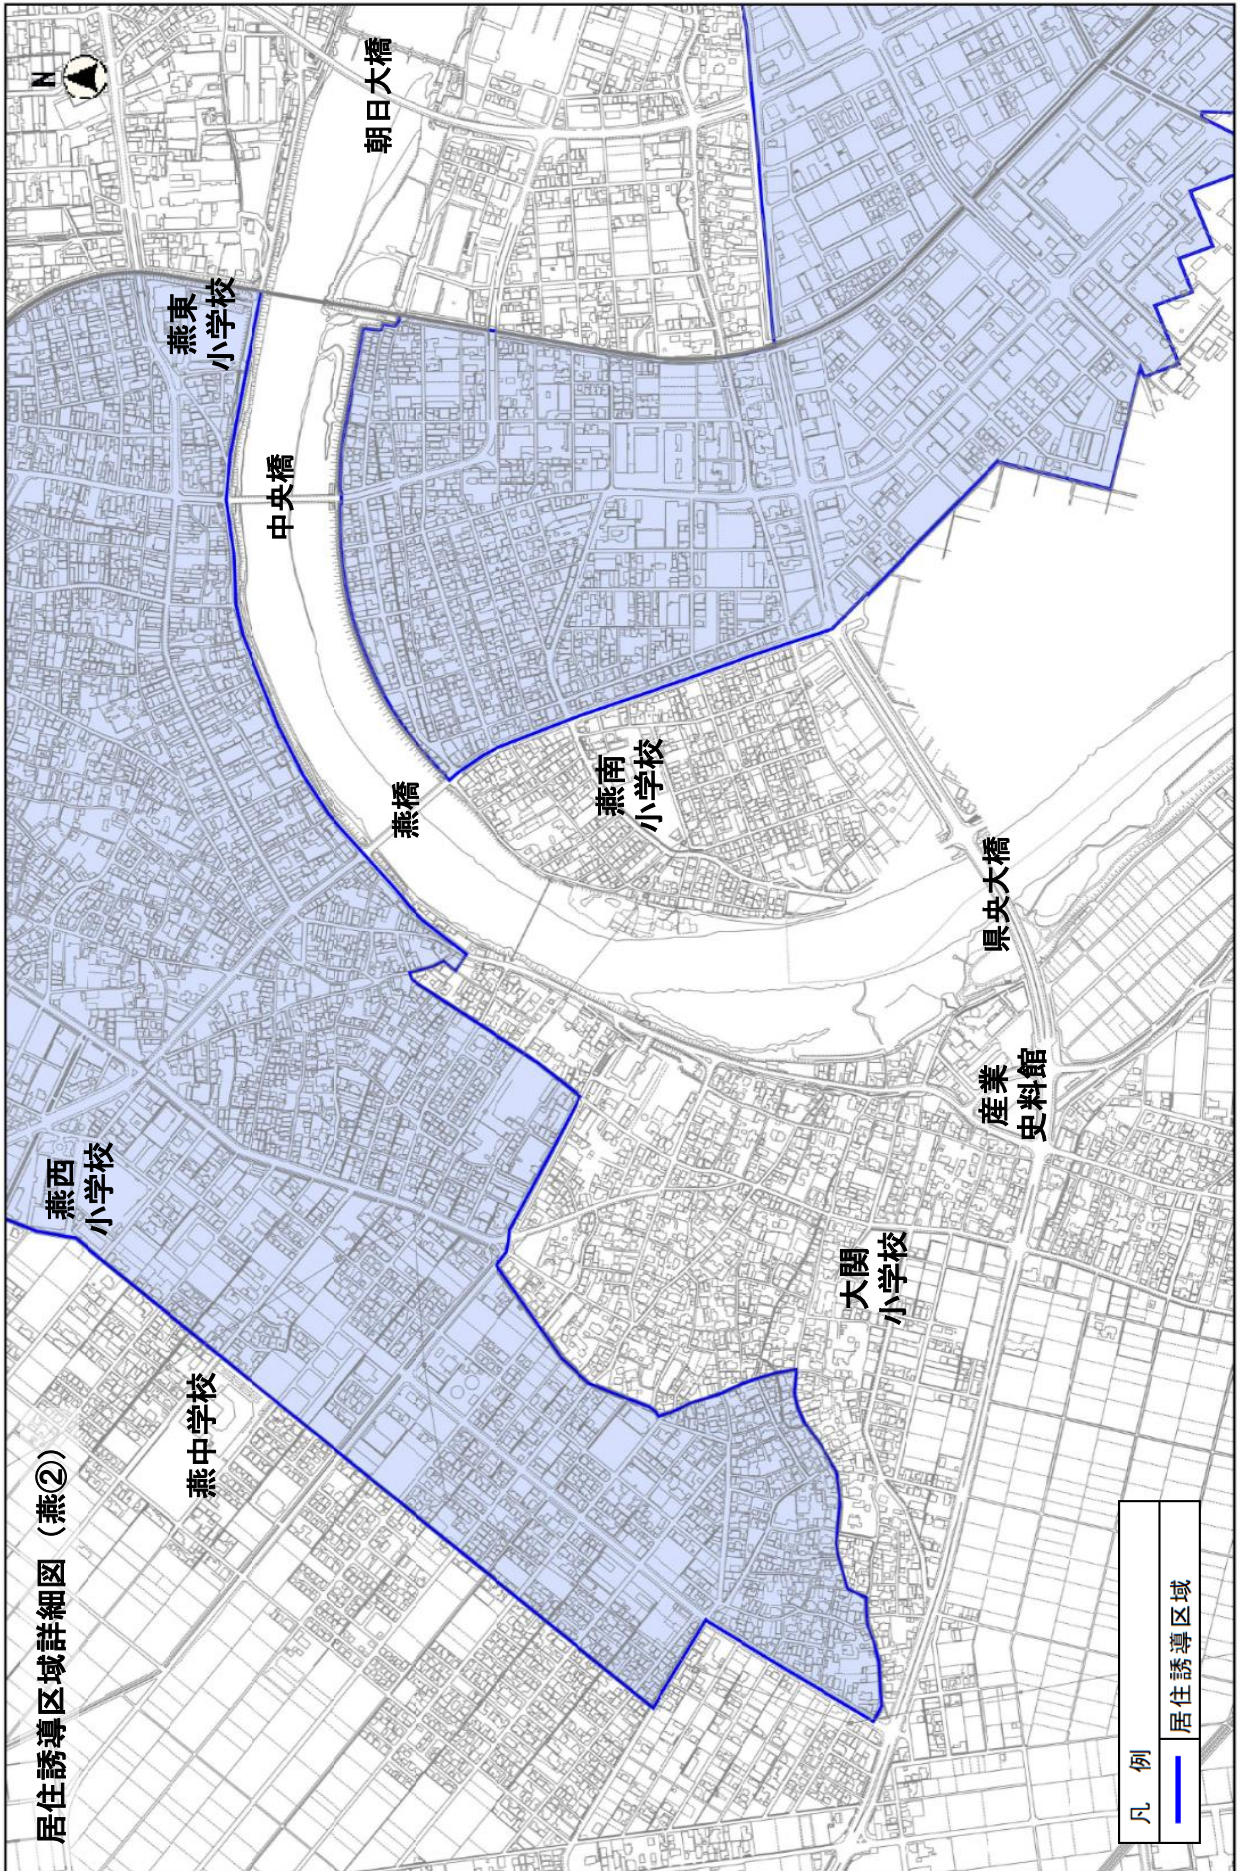 居住誘導区域詳細図（燕②）
N
燕中学校
燕西
小学校
燕東
小学校
中央橋
朝日大橋
燕橋
燕南
小学校
大関
小学校
産業
史料館
県央大橋
凡 例
居住誘導区域